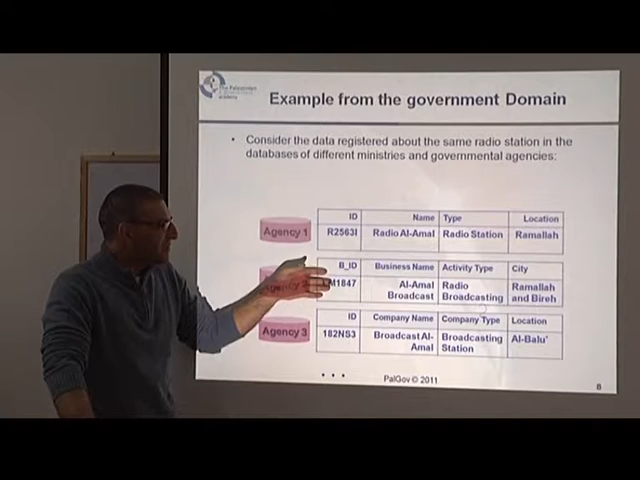 The Palestinian
academy
Example from the government Domain
• Consider the data registered about the same radio station in the
databases of different ministries and governmental agencies:
Agency 1
ID Name Type Location
R2563I Radio Al-Amal Radio Station Ramallah
Agency 2
B_ID Business Name Activity Type City
LM1847 Al-Amal Radio Ramallah
Broadcast Broadcasting and Bireh
Agency 3
ID Company Name Company Type Location
182NS3 Broadcast Al- Broadcasting Al-Balu'
Amal Station
• • •
PalGov © 2011
8